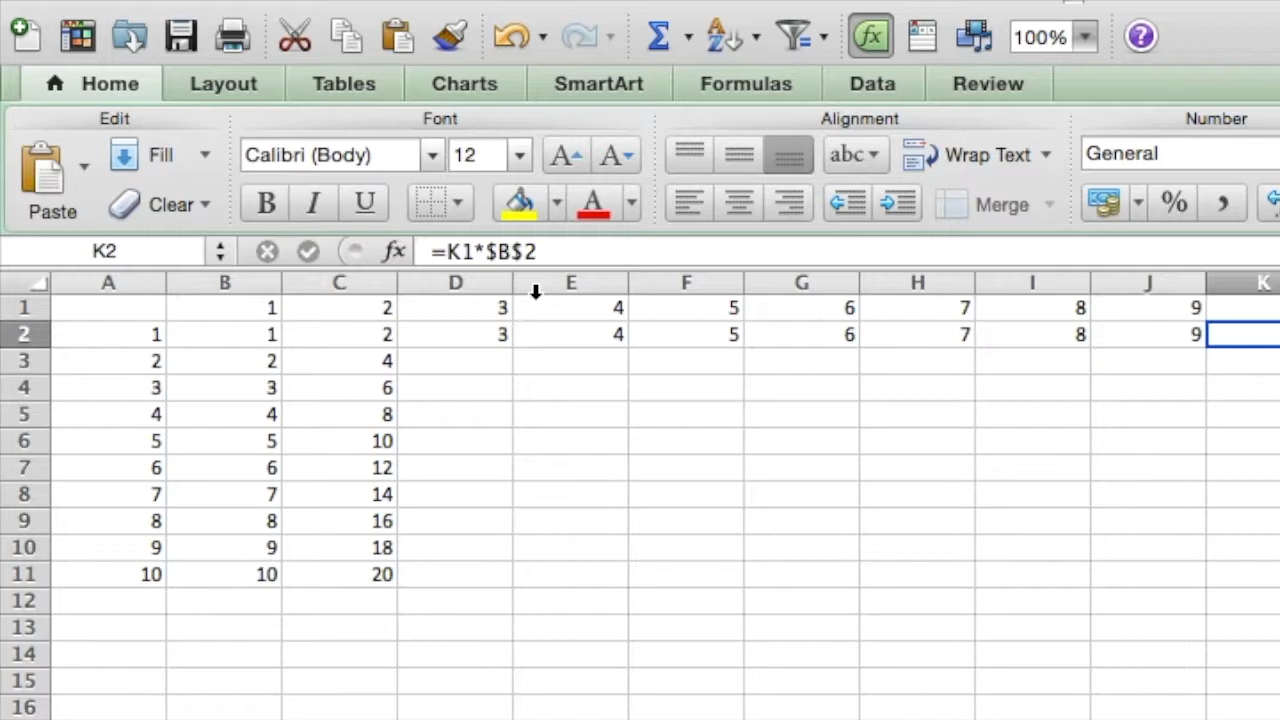 100%
Home Layout Tables Charts SmartArt Formulas Data Review
Edit Font Alignment Number
Paste Fill Clear Calibri (Body) 12 abc Wrap Text Merge General
B I U A % ,
K2 fx =K1*$B$2
A B C D E F G H I J K
1 1 2 3 4 5 6 7 8 9
2 1 1 2 3 4 5 6 7 8 9
3 2 2 4
4 3 3 6
5 4 4 8
6 5 5 10
7 6 6 12
8 7 7 14
9 8 8 16
10 9 9 18
11 10 10 20
12
13
14
15
16